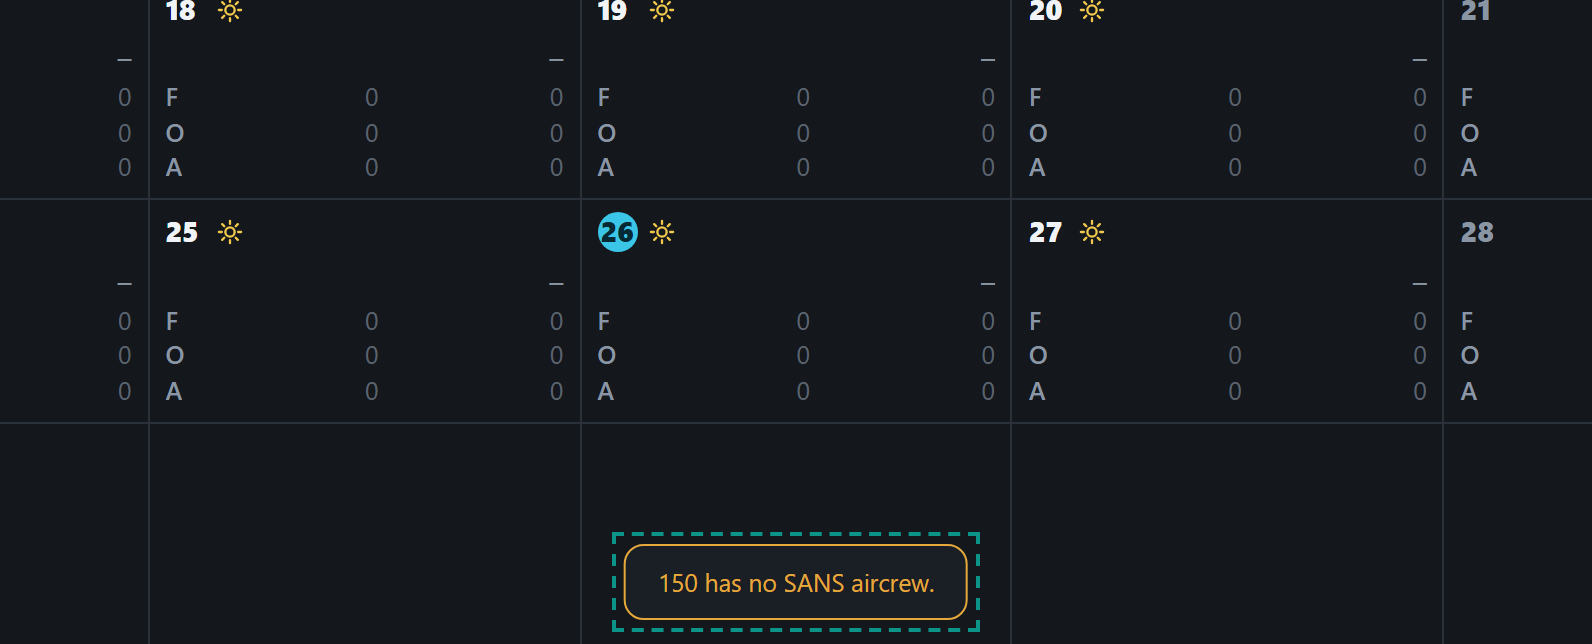 18 19 20 21
– – –  –
0 F 0 0 F 0 0 F 0 0 F
0 O 0 0 O 0 0 O 0 0 O
0 A 0 0 A 0 0 A 0 0 A
25 26 27 28
– – – –
0 F 0 0 F 0 0 F 0 0 F
0 O 0 0 O 0 0 O 0 0 O
0 A 0 0 A 0 0 A 0 0 A
150 has no SANS aircrew.